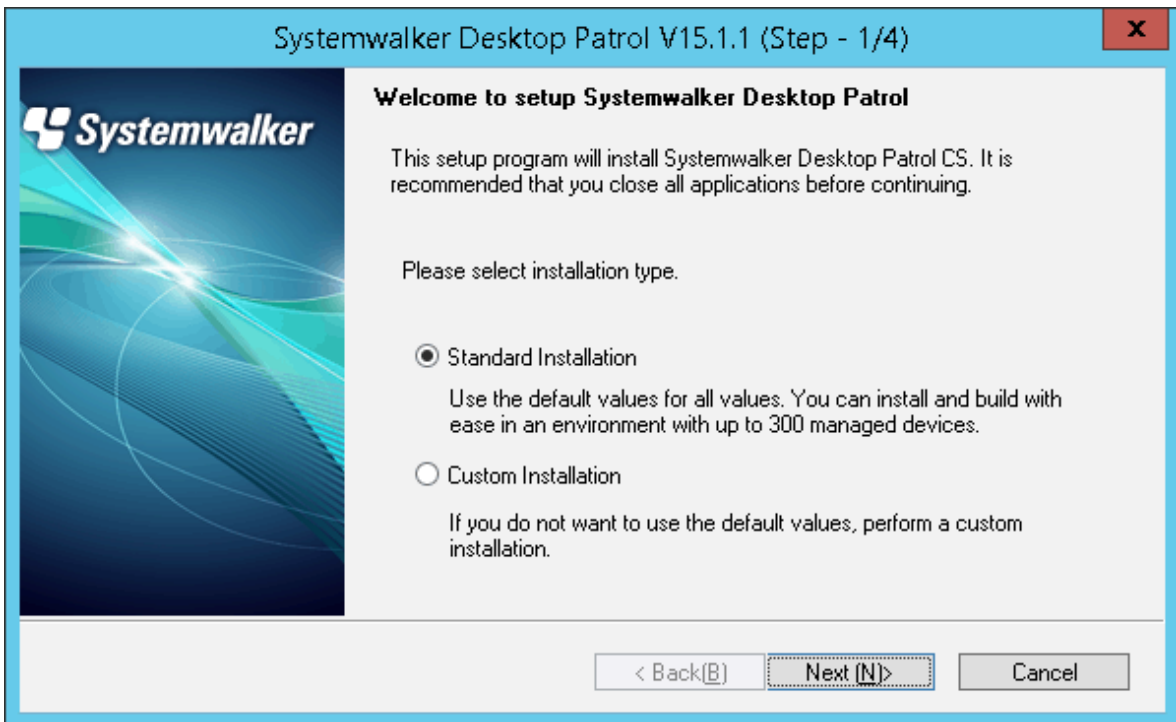 Systemwalker Desktop Patrol V15.1.1 (Step - 1/4)
x
Systemwalker
Welcome to setup Systemwalker Desktop Patrol
This setup program will install Systemwalker Desktop Patrol CS. It is
recommended that you close all applications before continuing.
Please select installation type.
Standard Installation
Use the default values for all values. You can install and build with
ease in an environment with up to 300 managed devices.
Custom Installation
If you do not want to use the default values, perform a custom
installation.
< Back(B) Next (N)> Cancel